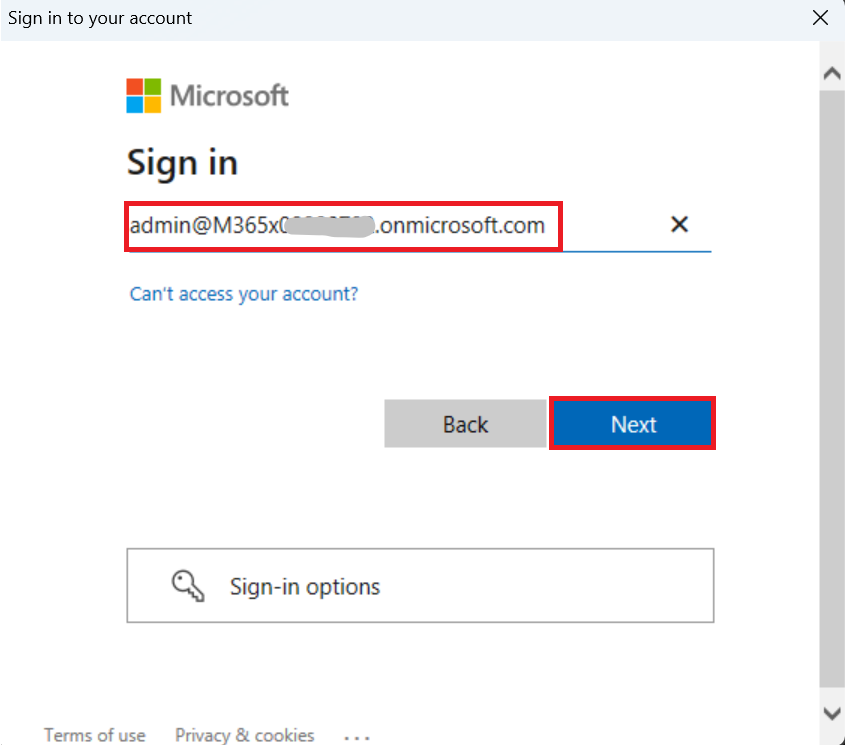 Sign in to your account
Microsoft
Sign in
admin@M365x .onmicrosoft.com
Can't access your account?
Back
Next
Sign-in options
Terms of use
Privacy & cookies
...